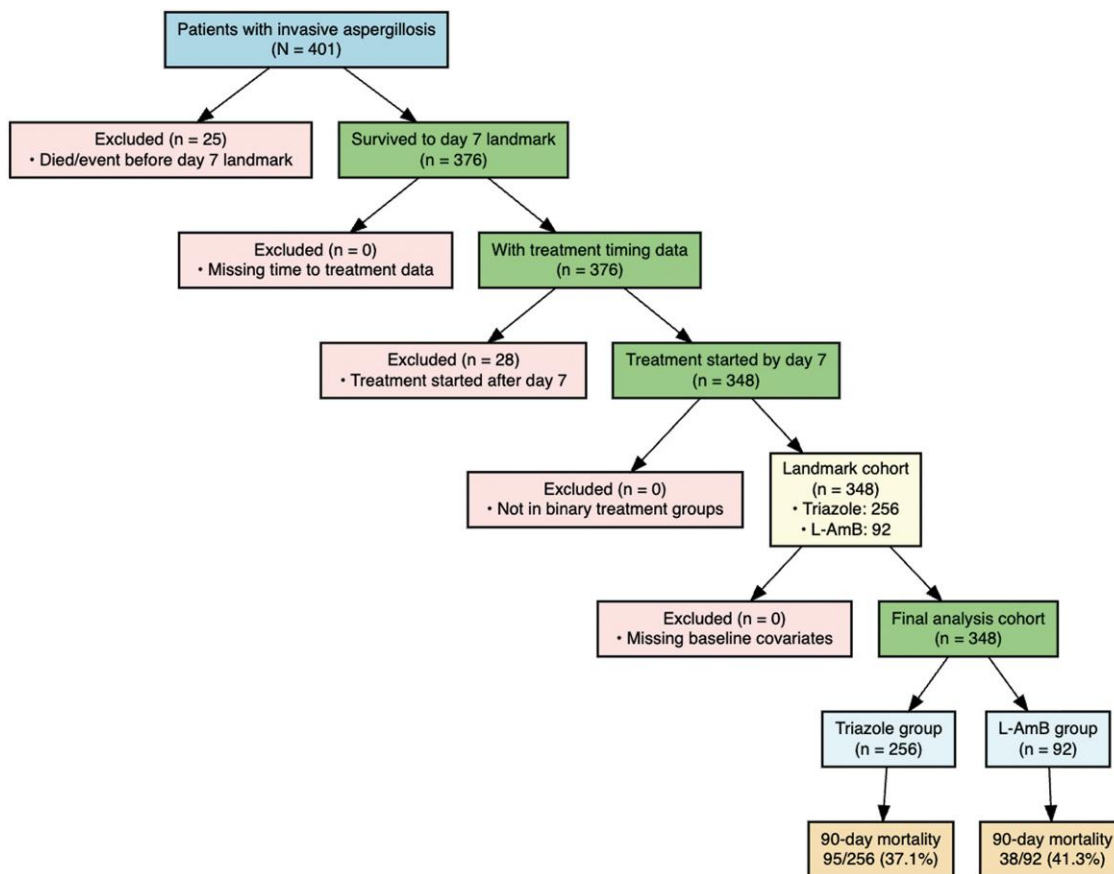 Patients with invasive aspergillosis
(N = 401)
Excluded (n = 25)
• Died/event before day 7 landmark
Survived to day 7 landmark
(n = 376)
Excluded (n = 0)
• Missing time to treatment data
With treatment timing data
(n = 376)
Excluded (n = 28)
• Treatment started after day 7
Treatment started by day 7
(n = 348)
Excluded (n = 0)
• Not in binary treatment groups
Landmark cohort
(n = 348)
• Triazole: 256
• L-AmB: 92
Excluded (n = 0)
• Missing baseline covariates
Final analysis cohort
(n = 348)
Triazole group
(n = 256)
L-AmB group
(n = 92)
90-day mortality
95/256 (37.1%)
90-day mortality
38/92 (41.3%)